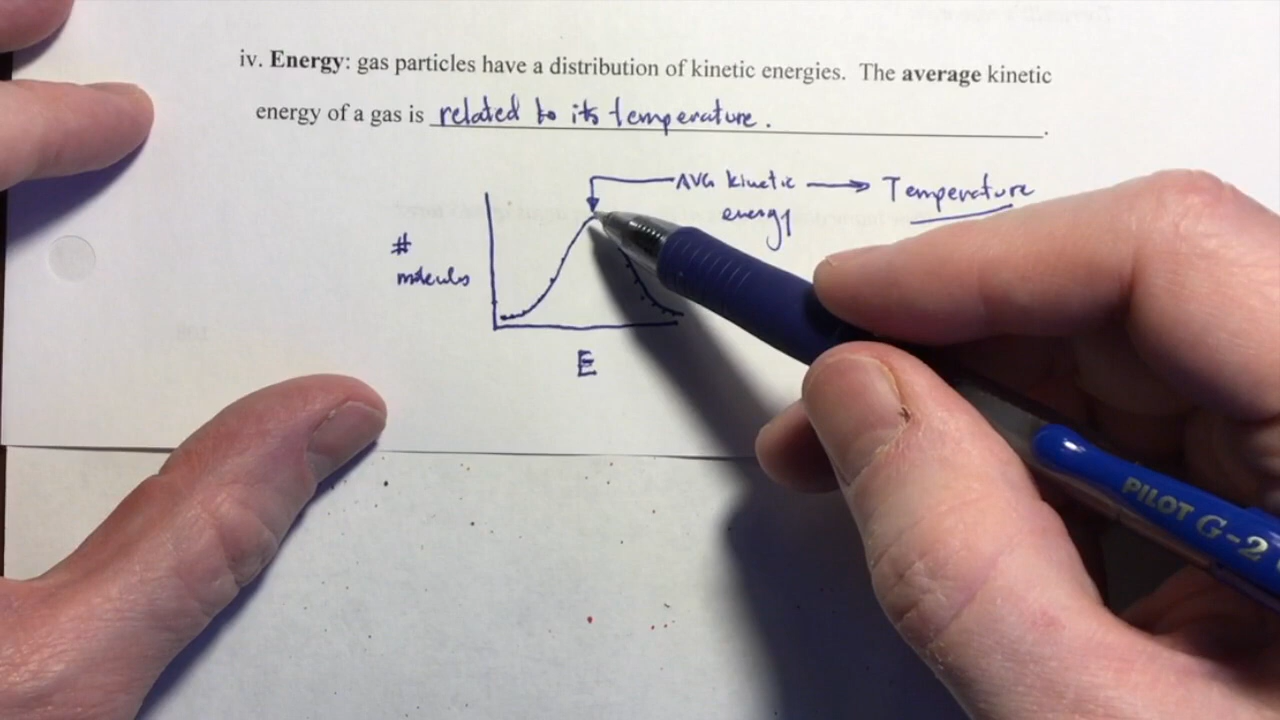 iv. Energy: gas particles have a distribution of kinetic energies. The average kinetic
energy of a gas is related to its temperature.
AVG kinetic → Temperature
energy
#
molecules
E
PILOT G-2